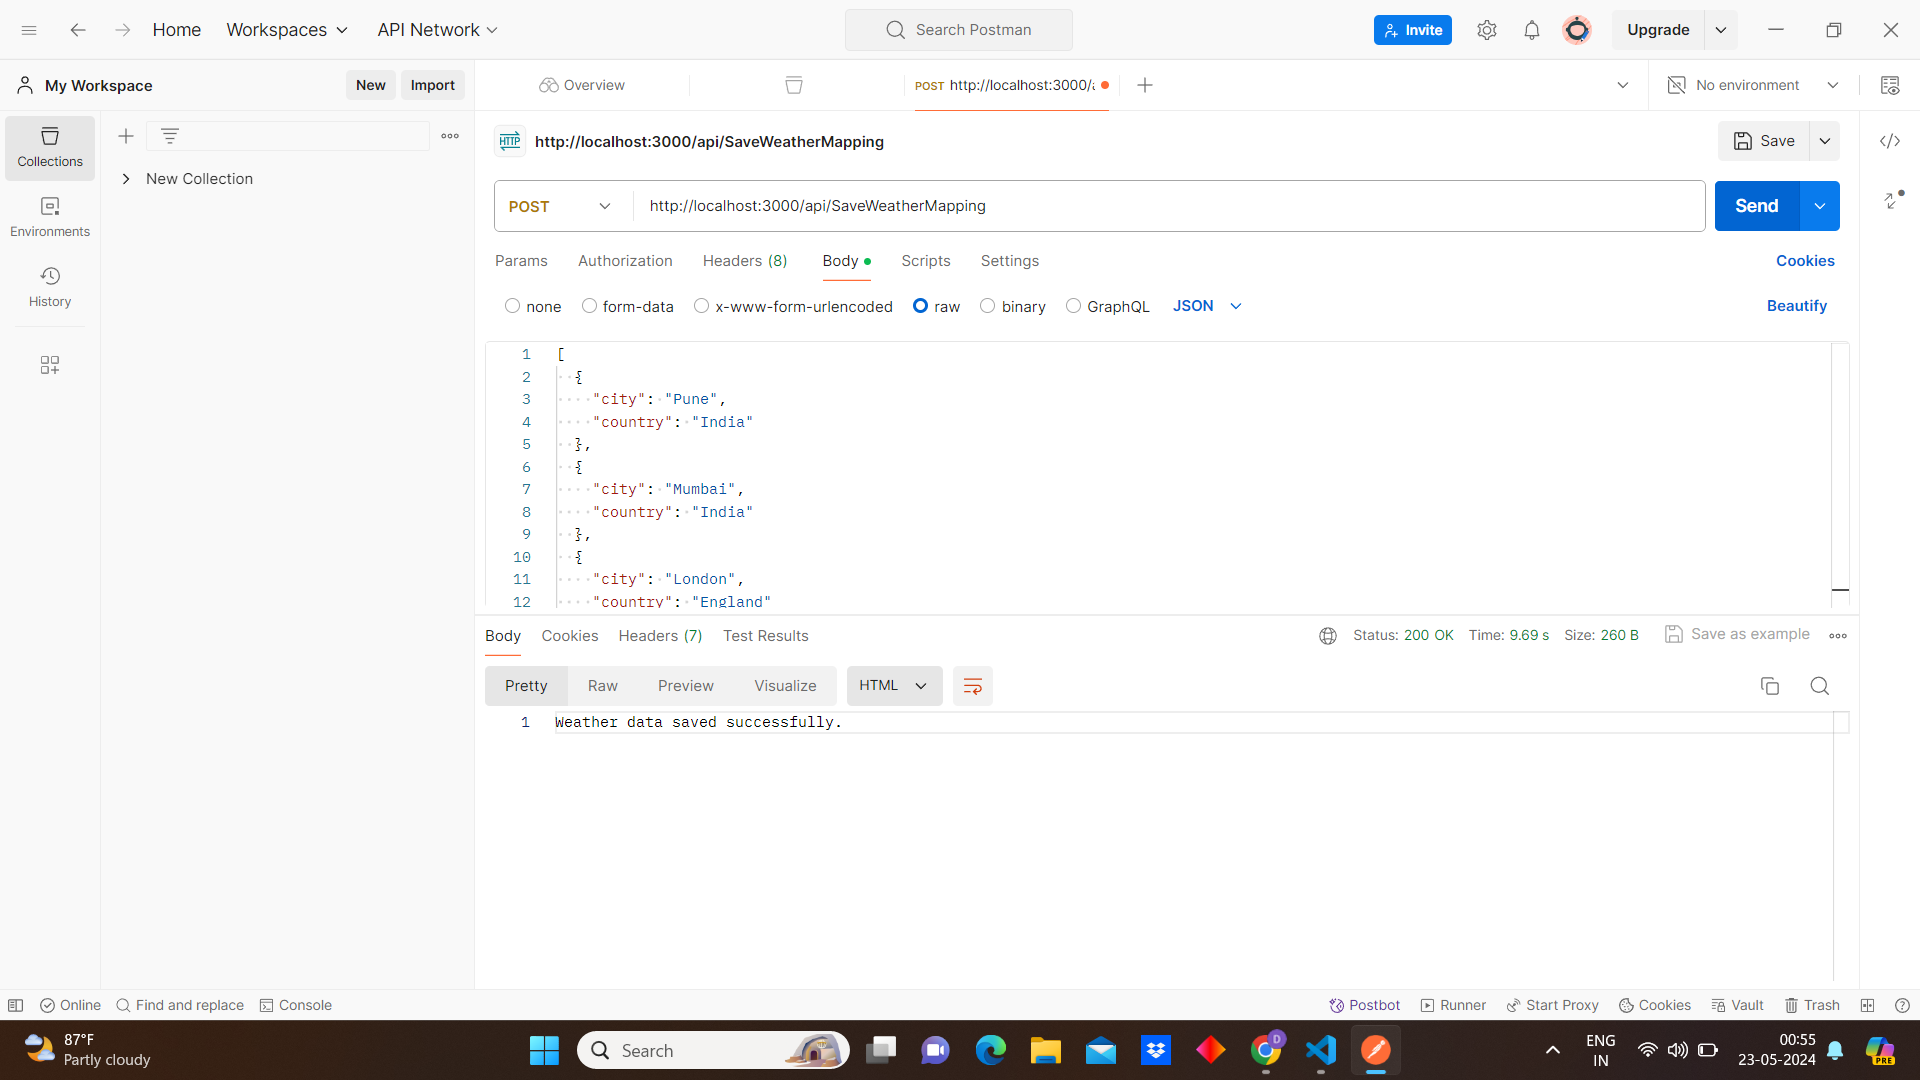 Home
Workspaces
API Network
Search Postman
Invite
Upgrade
My Workspace
New
Import
Overview
POST http://localhost:3000/a
No environment
Collections
Environments
History
New Collection
HTTP
http://localhost:3000/api/SaveWeatherMapping
Save
POST
http://localhost:3000/api/SaveWeatherMapping
Send
Params
Authorization
Headers (8)
Body
Scripts
Settings
Cookies
none
form-data
x-www-form-urlencoded
raw
binary
GraphQL
JSON
Beautify
1 [
2 {
3 "city": "Pune",
4 "country": "India"
5 },
6 {
7 "city": "Mumbai",
8 "country": "India"
9 },
10 {
11 "city": "London",
12 "country": "England"
Body
Cookies
Headers (7)
Test Results
Status: 200 OK
Time: 9.69 s
Size: 260 B
Save as example
Pretty
Raw
Preview
Visualize
HTML
1 Weather data saved successfully.
Online
Find and replace
Console
Postbot
Runner
Start Proxy
Cookies
Vault
Trash
87°F
Partly cloudy
Search
D
ENG
IN
00:55
23-05-2024
PRE